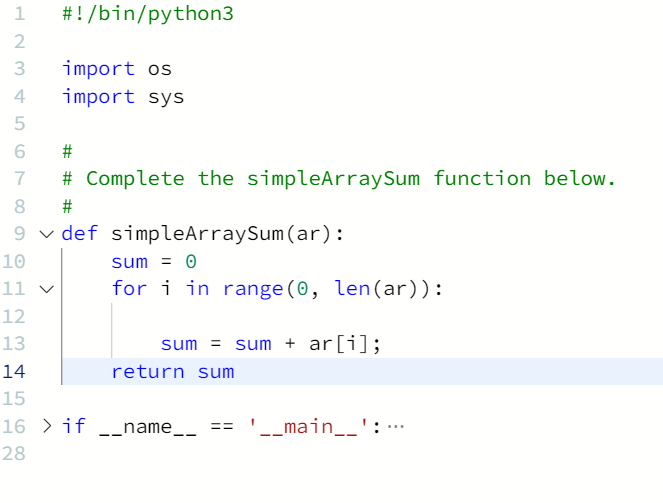 1 #!/bin/python3
2
3 import os
4 import sys
5
6 #
7 # Complete the simpleArraySum function below.
8 #
9 def simpleArraySum(ar):
10     sum = 0
11     for i in range(0, len(ar)):
12
13         sum = sum + ar[i];
14     return sum
15
16 if __name__ == '__main__':⋯
28